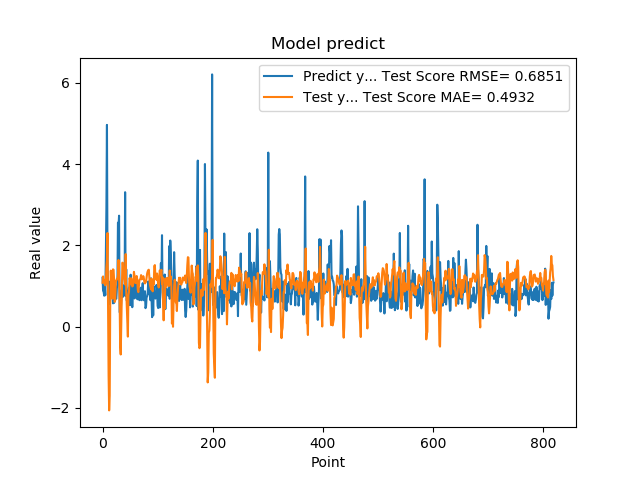 Model predict
Predict y... Test Score RMSE= 0.6851
Test y... Test Score MAE= 0.4932
Real value
6
4
2
0
−2
0 200 400 600 800
Point